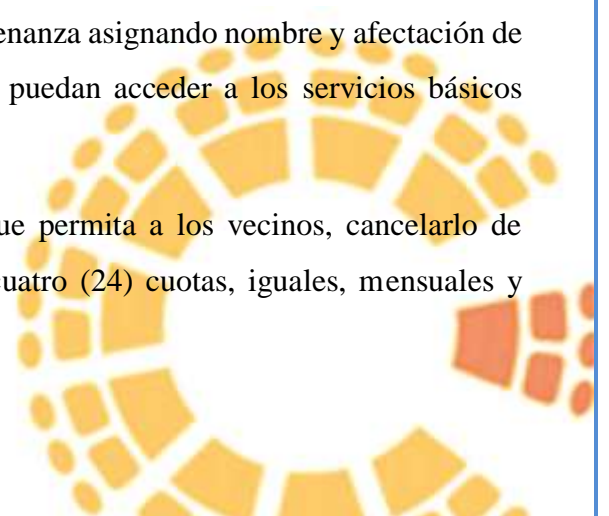 enanza asignando nombre y afectación de
puedan acceder a los servicios básicos
ue permita a los vecinos, cancelarlo de
uatro (24) cuotas, iguales, mensuales y